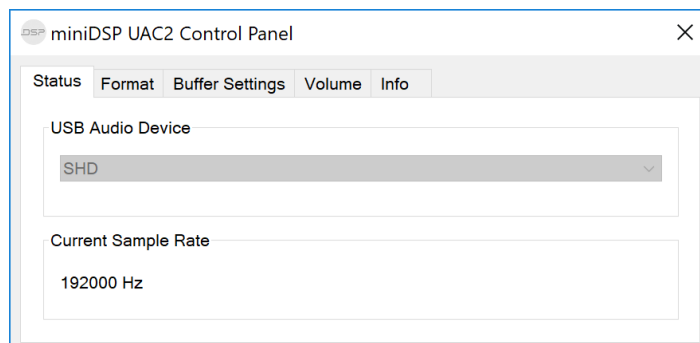 DSP miniDSP UAC2 Control Panel
Status Format Buffer Settings Volume Info
USB Audio Device
SHD
Current Sample Rate
192000 Hz